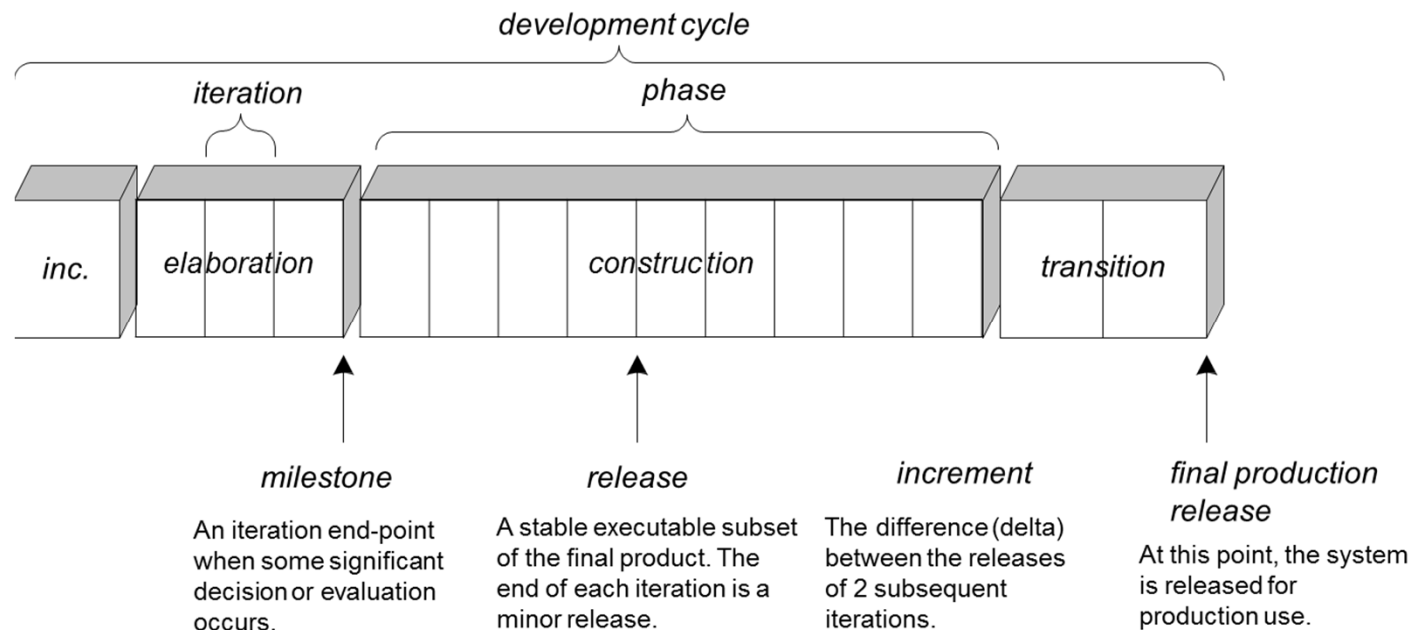 development cycle
iteration
phase
inc.
elaboration
construction
transition
milestone
An iteration end-point
when some significant
decision or evaluation
occurs.
release
A stable executable subset
of the final product. The
end of each iteration is a
minor release.
increment
The difference (delta)
between the releases
of 2 subsequent
iterations.
final production
release
At this point, the system
is released for
production use.